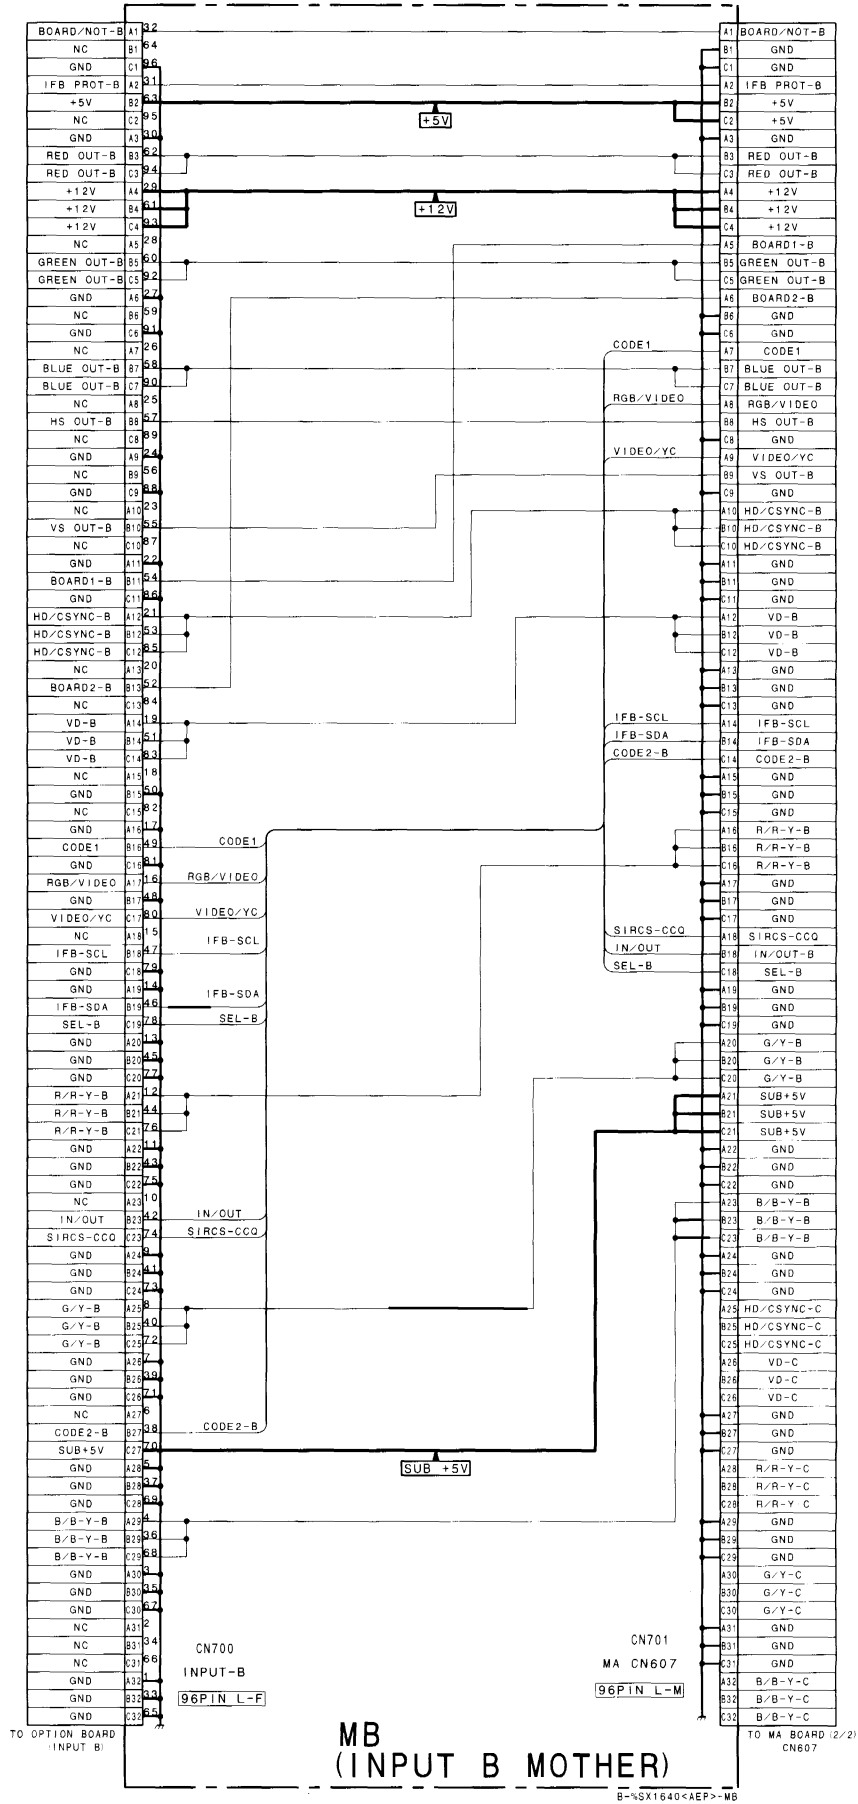 BOARD/NOT-B A1 32 A1 BOARD/NOT-B
NC B1 64 B1 GND
GND C1 96 C1 GND
IFB PROT-B A2 31 A2 IFB PROT-B
+5V B2 63 B2 +5V
NC C2 95 +5V C2 +5V
GND A3 30 A3 GND
RED OUT-B B3 62 B3 RED OUT-B
RED OUT-B C3 94 C3 RED OUT-B
+12V A4 29 A4 +12V
+12V B4 61 +12V B4 +12V
+12V C4 93 C4 +12V
NC A5 28 A5 BOARD1-B
GREEN OUT-B B5 60 B5 GREEN OUT-B
GREEN OUT-B C5 92 C5 GREEN OUT-B
GND A6 27 A6 BOARD2-B
NC B6 59 B6 GND
GND C6 91 C6 GND
NC A7 26 CODE1 A7 CODE1
BLUE OUT-B B7 58 B7 BLUE OUT-B
BLUE OUT-B C7 90 C7 BLUE OUT-B
NC A8 25 RGB/VIDEO A8 RGB/VIDEO
HS OUT-B B8 57 B8 HS OUT-B
NC C8 89 C8 GND
GND A9 24 VIDEO/YC A9 VIDEO/YC
NC B9 56 B9 VS OUT-B
GND C9 88 C9 GND
NC A10 23 A10 HD/CSYNC-B
VS OUT-B B10 55 B10 HD/CSYNC-B
NC C10 87 C10 HD/CSYNC-B
GND A11 22 A11 GND
BOARD1-B B11 54 B11 GND
GND C11 86 C11 GND
HD/CSYNC-B A12 21 A12 VD-B
HD/CSYNC-B B12 53 B12 VD-B
HD/CSYNC-B C12 85 C12 VD-B
NC A13 20 A13 GND
BOARD2-B B13 52 B13 GND
NC C13 84 C13 GND
VD-B A14 19 IFB-SCL A14 IFB-SCL
VD-B B14 51 IFB-SDA B14 IFB-SDA
VD-B C14 83 CODE2-B C14 CODE2-B
NC A15 18 A15 GND
GND B15 50 B15 GND
NC C15 82 C15 GND
GND A16 17 A16 R/R-Y-B
CODE1 B16 49 CODE1 B16 R/R-Y-B
GND C16 81 C16 R/R-Y-B
RGB/VIDEO A17 16 RGB/VIDEO A17 GND
GND B17 48 B17 GND
VIDEO/YC C17 80 VIDEO/YC C17 GND
NC A18 15 SIRCS-CCQ A18 SIRCS-CCQ
IFB-SCL B18 47 IFB-SCL IN/OUT B18 IN/OUT-B
GND C18 79 SEL-B C18 SEL-B
GND A19 14 A19 GND
IFB-SDA B19 46 IFB-SDA B19 GND
SEL-B C19 78 SEL-B C19 GND
GND A20 13 A20 G/Y-B
GND B20 45 B20 G/Y-B
GND C20 77 C20 G/Y-B
R/R-Y-B A21 12 A21 SUB+5V
R/R-Y-B B21 44 B21 SUB+5V
R/R-Y-B C21 76 C21 SUB+5V
GND A22 11 A22 GND
GND B22 43 B22 GND
GND C22 75 C22 GND
NC A23 10 A23 B/B-Y-B
IN/OUT B23 42 IN/OUT B23 B/B-Y-B
SIRCS-CCQ C23 74 SIRCS-CCQ C23 B/B-Y-B
GND A24 9 A24 GND
GND B24 41 B24 GND
GND C24 73 C24 GND
G/Y-B A25 8 A25 HD/CSYNC-C
G/Y-B B25 40 B25 HD/CSYNC-C
G/Y-B C25 72 C25 HD/CSYNC-C
GND A26 7 A26 VD-C
GND B26 39 B26 VD-C
GND C26 71 C26 VD-C
NC A27 6 A27 GND
CODE2-B B27 38 CODE2-B B27 GND
SUB+5V C27 70 C27 GND
GND A28 5 SUB +5V A28 R/R-Y-C
GND B28 37 B28 R/R-Y-C
GND C28 69 C28 R/R-Y-C
B/B-Y-B A29 4 A29 GND
B/B-Y-B B29 36 B29 GND
B/B-Y-B C29 68 C29 GND
GND A30 3 A30 G/Y-C
GND B30 35 B30 G/Y-C
GND C30 67 C30 G/Y-C
NC A31 2 A31 GND
NC B31 34 B31 GND
NC C31 66 C31 GND
GND A32 1 A32 B/B-Y-C
GND B32 33 B32 B/B-Y-C
GND C32 65 C32 B/B-Y-C
CN700
INPUT-B
96PIN L-F
CN701
MA CN607
96PIN L-M
TO OPTION BOARD
(INPUT B)
MB
(INPUT B MOTHER)
TO MA BOARD (2/2)
CN607
B-%SX1640<AEP>-MB